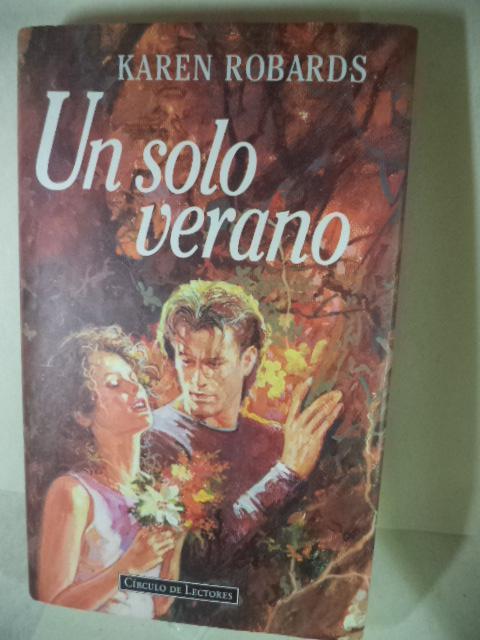 KAREN ROBARDS
Un solo
verano
CÍRCULO DE LECTORES